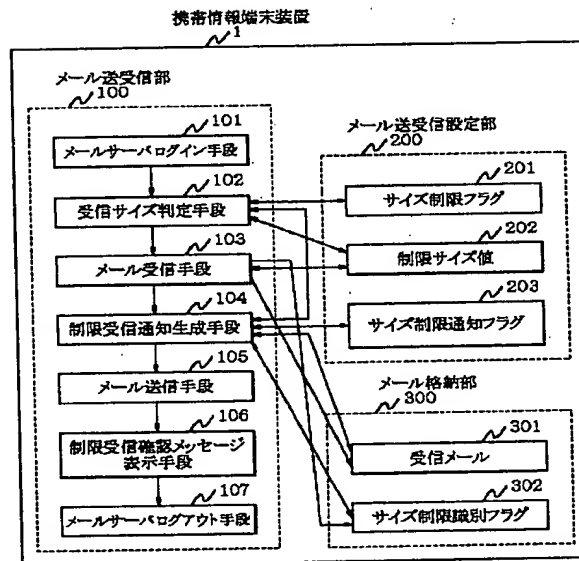 携帯情報端末装置
1
メール送受信部
100
101
メールサーバログイン手段
102
受信サイズ判定手段
103
メール受信手段
104
制限受信通知生成手段
105
メール送信手段
106
制限受信確認メッセージ
表示手段
107
メールサーバログアウト手段
メール送受信設定部
200
201
サイズ制限フラグ
202
制限サイズ値
203
サイズ制限通知フラグ
メール格納部
300
301
受信メール
302
サイズ制限識別フラグ